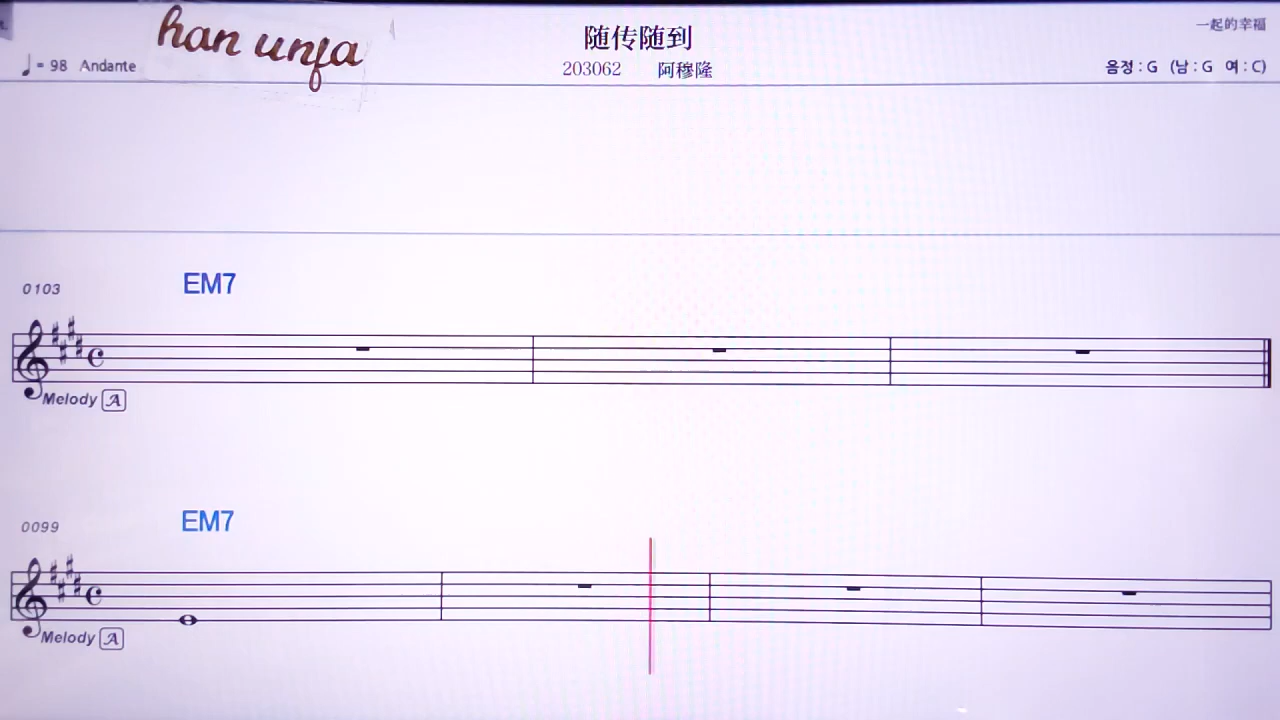 han unfa
随传随到
一起的幸福
♩= 98 Andante
203062 阿穆隆
음정 : G (남 : G 여 : C)
0103
EM7
Melody A
0099
EM7
Melody A